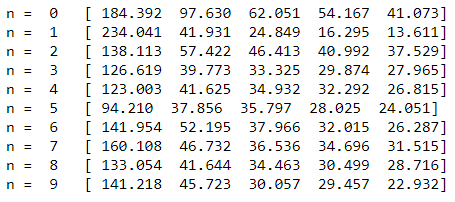 n =  0   [ 184.392  97.630  62.051  54.167  41.073]
n =  1   [ 234.041  41.931  24.849  16.295  13.611]
n =  2   [ 138.113  57.422  46.413  40.992  37.529]
n =  3   [ 126.619  39.773  33.325  29.874  27.965]
n =  4   [ 123.003  41.625  34.932  32.292  26.815]
n =  5   [ 94.210  37.856  35.797  28.025  24.051]
n =  6   [ 141.954  52.195  37.966  32.015  26.287]
n =  7   [ 160.108  46.732  36.536  34.696  31.515]
n =  8   [ 133.054  41.644  34.463  30.499  28.716]
n =  9   [ 141.218  45.723  30.057  29.457  22.932]